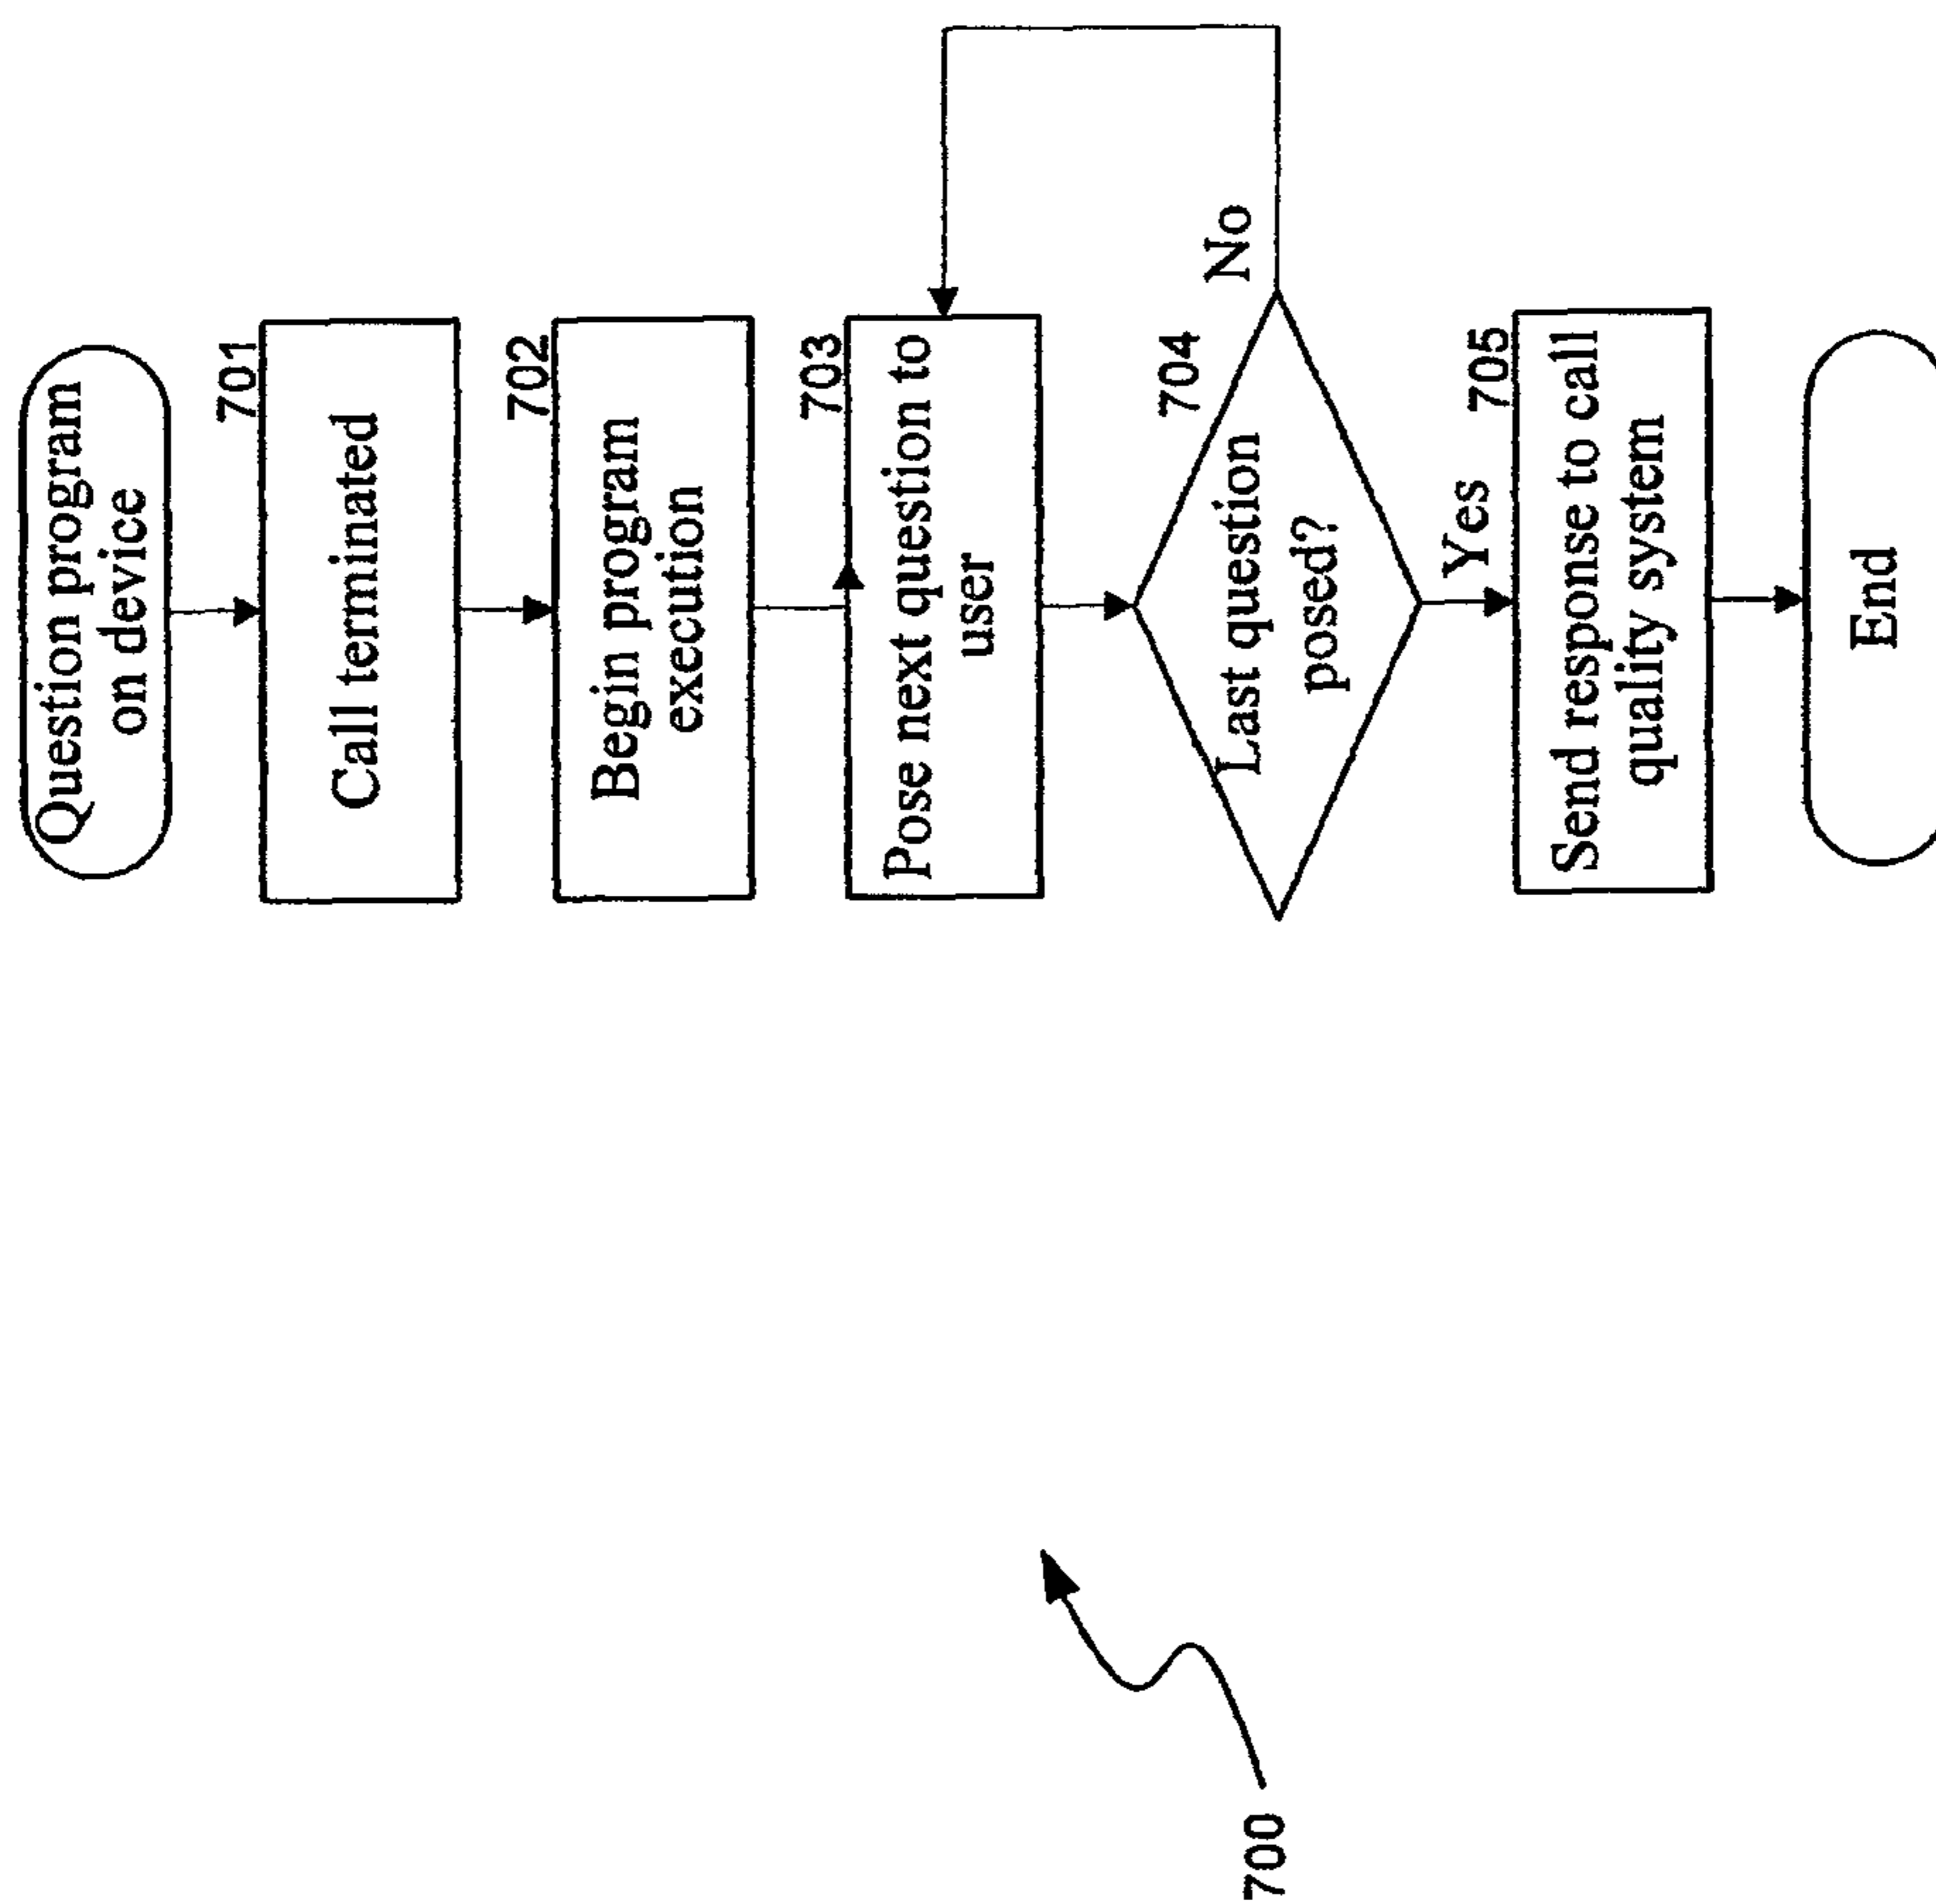 Question program
on device
701
Call terminated
702
Begin program
execution
703
Pose next question to
user
704
Last question
posed?
No
Yes
705
Send response to call
quality system
End
700